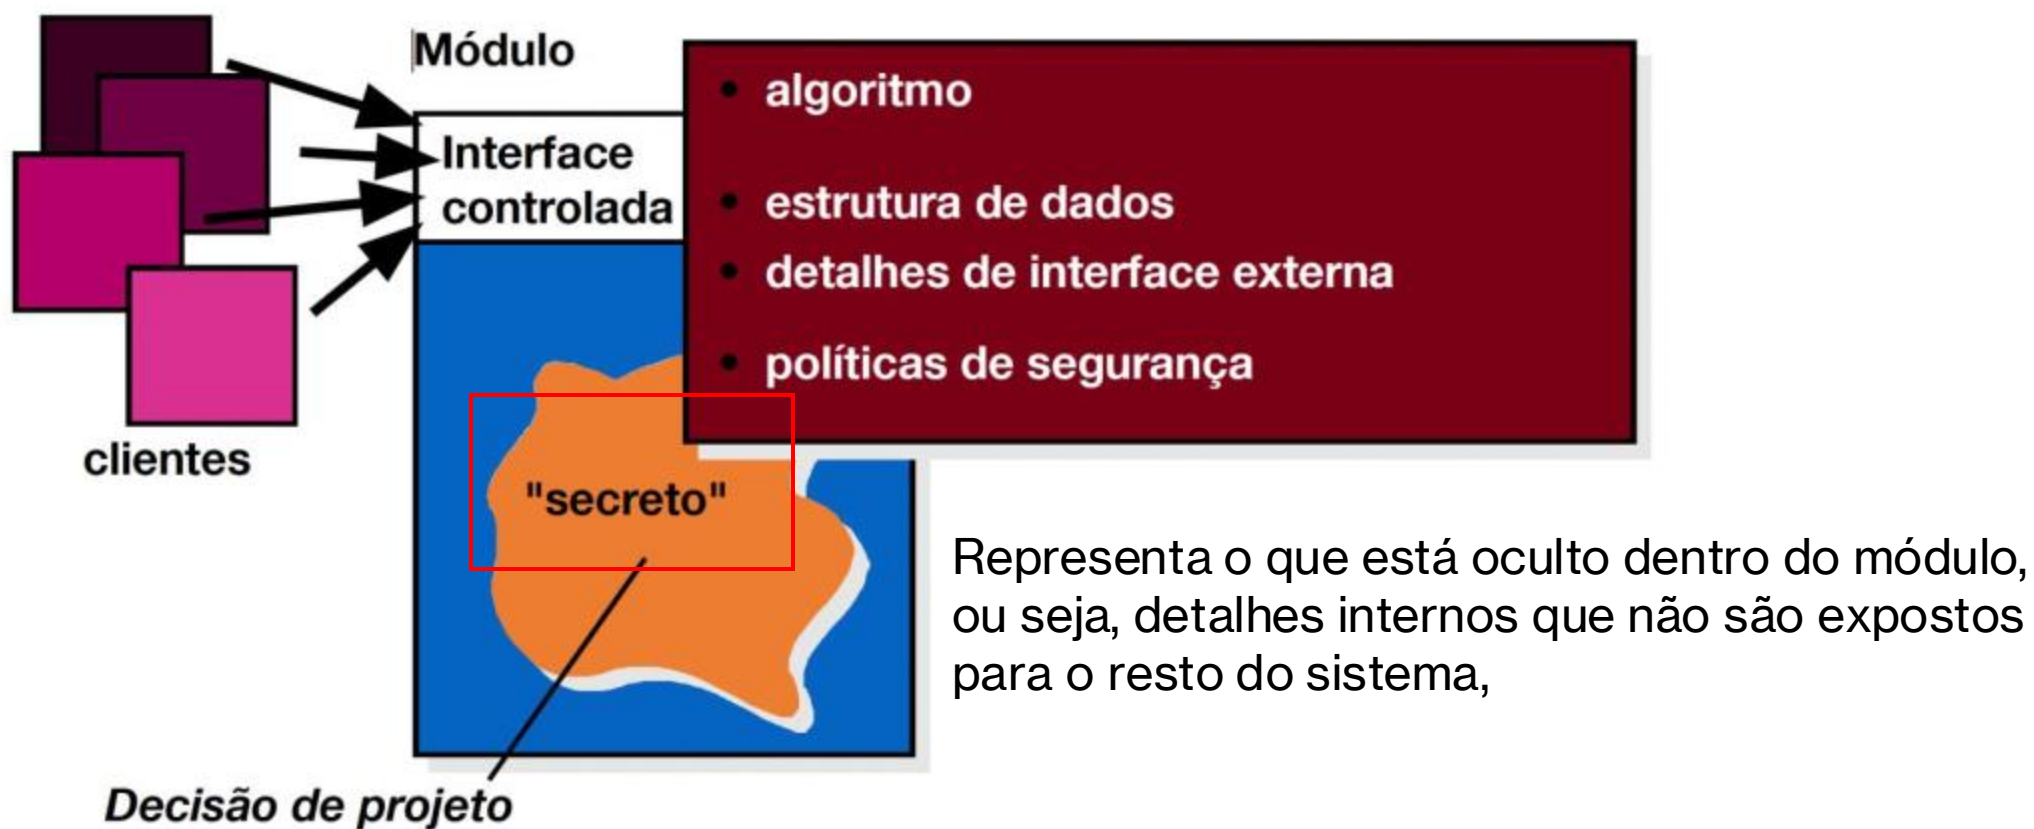 Módulo
Interface
controlada
• algoritmo
• estrutura de dados
• detalhes de interface externa
• políticas de segurança
clientes
"secreto"
Representa o que está oculto dentro do módulo,
ou seja, detalhes internos que não são expostos
para o resto do sistema,
Decisão de projeto